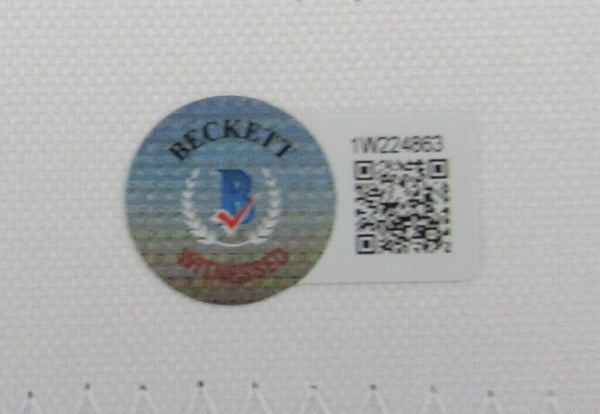 BECKETT
B
WITNESSED
1W224863